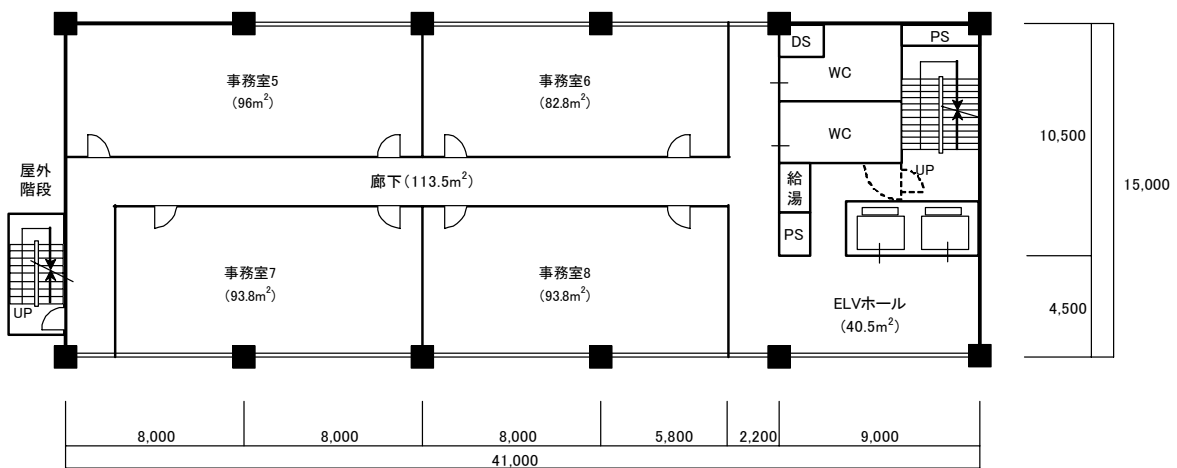 DS
PS
事務室5
(96m²)
事務室6
(82.8m²)
WC
WC
10,500
15,000
屋外
階段
廊下(113.5m²)
給
湯
UP
PS
事務室7
(93.8m²)
事務室8
(93.8m²)
ELVホール
(40.5m²)
UP
4,500
8,000
8,000
8,000
5,800
2,200
9,000
41,000